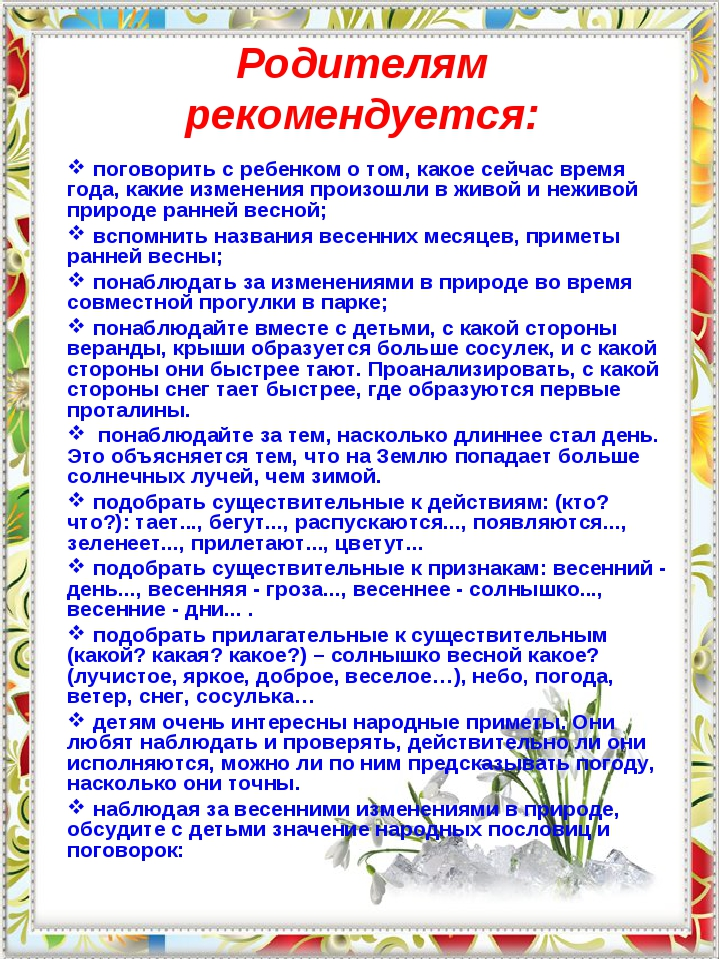 Родителям
рекомендуется:
❖ поговорить с ребенком о том, какое сейчас время
года, какие изменения произошли в живой и неживой
природе ранней весной;
❖ вспомнить названия весенних месяцев, приметы
ранней весны;
❖ понаблюдать за изменениями в природе во время
совместной прогулки в парке;
❖ понаблюдайте вместе с детьми, с какой стороны
веранды, крыши образуется больше сосулек, и с какой
стороны они быстрее тают. Проанализировать, с какой
стороны снег тает быстрее, где образуются первые
проталины.
❖ понаблюдайте за тем, насколько длиннее стал день.
Это объясняется тем, что на Землю попадает больше
солнечных лучей, чем зимой.
❖ подобрать существительные к действиям: (кто?
что?): тает..., бегут..., распускаются..., появляются...,
зеленеет..., прилетают..., цветут...
❖ подобрать существительные к признакам: весенний -
день..., весенняя - гроза..., весеннее - солнышко...,
весенние - дни... .
❖ подобрать прилагательные к существительным
(какой? какая? какое?) – солнышко весной какое?
(лучистое, яркое, доброе, веселое…), небо, погода,
ветер, снег, сосулька…
❖ детям очень интересны народные приметы. Они
любят наблюдать и проверять, действительно ли они
исполняются, можно ли по ним предсказывать погоду,
насколько они точны.
❖ наблюдая за весенними изменениями в природе,
обсудите с детьми значение народных пословиц и
поговорок: